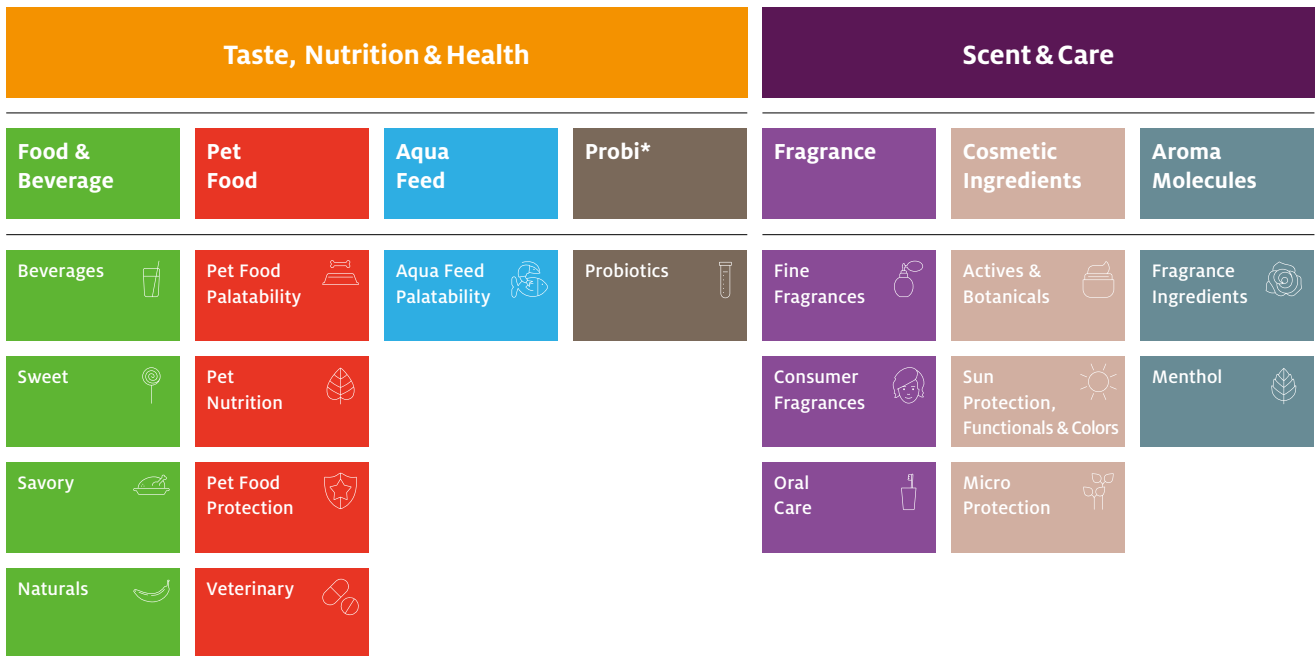 Taste, Nutrition & Health
Scent & Care
Food &
Beverage
Pet
Food
Aqua
Feed
Probi*
Fragrance
Cosmetic
Ingredients
Aroma
Molecules
Beverages
Pet Food
Palatability
Aqua Feed
Palatability
Probiotics
Fine
Fragrances
Actives &
Botanicals
Fragrance
Ingredients
Sweet
Pet
Nutrition
Consumer
Fragrances
Sun
Protection,
Functionals & Colors
Menthol
Savory
Pet Food
Protection
Oral
Care
Micro
Protection
Naturals
Veterinary